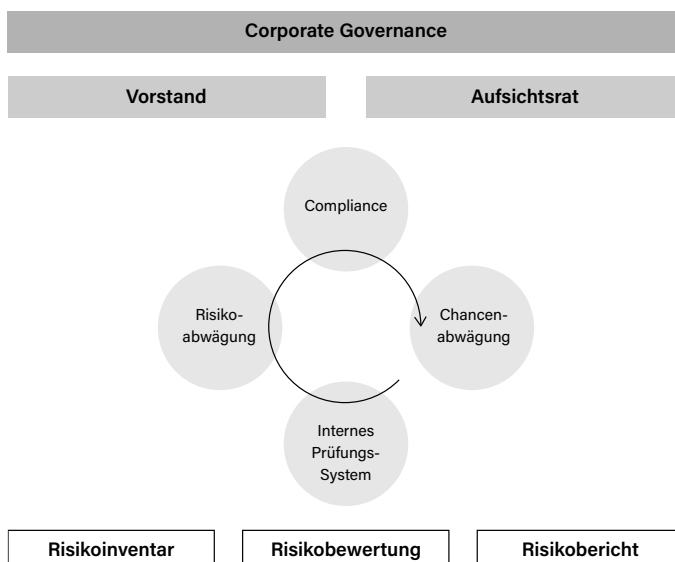 Corporate Governance
Vorstand
Aufsichtsrat
Compliance
Risiko-
abwägung
Chancen-
abwägung
Internes
Prüfungs-
System
Risikoinventar
Risikobewertung
Risikobericht